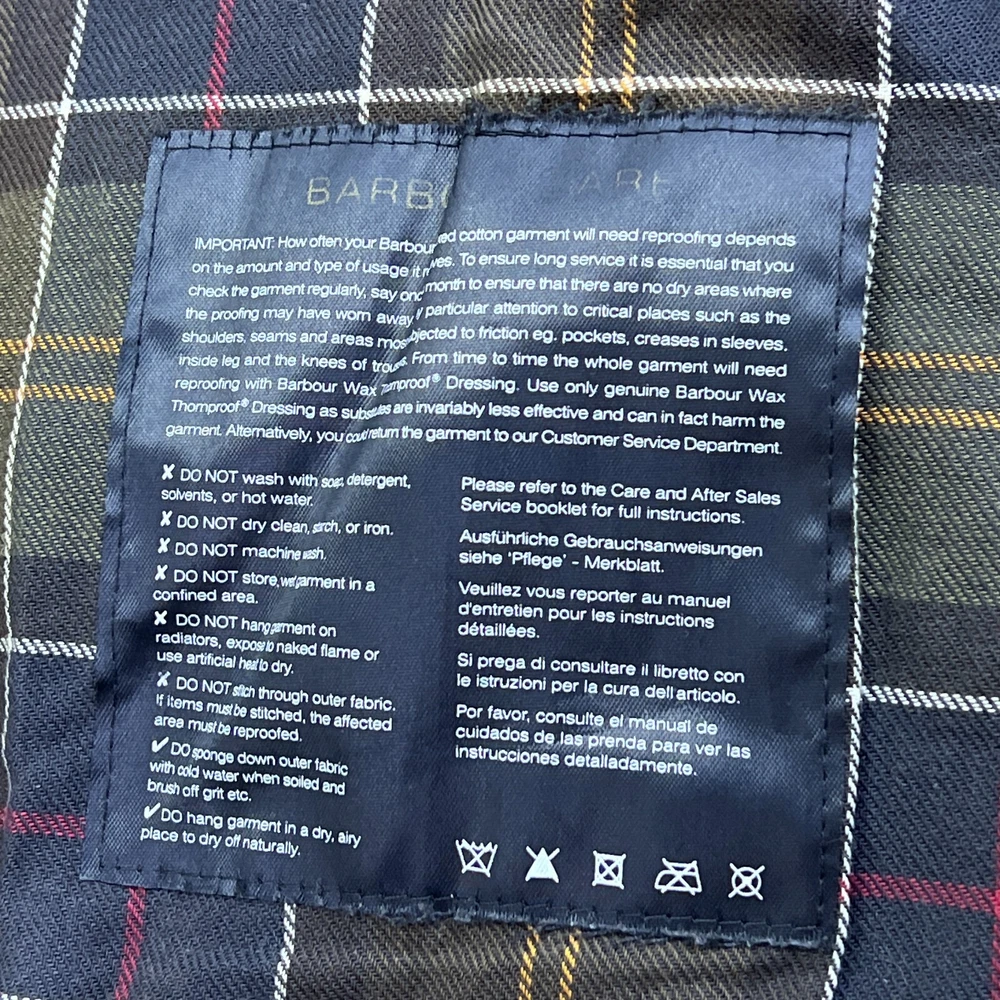 BARBO ARE
IMPORTANT: How often your Barbour ed cotton garment will need reproofing depends
on the amount and type of usage it r ves. To ensure long service it is essential that you
check the garment regularly, say onc month to ensure that there are no dry areas where
the proofing may have worn away y particular attention to critical places such as the
shoulders, seams and areas mos bjected to friction eg. pockets, creases in sleeves,
inside leg and the knees of trou s. From time to time the whole garment will need
reproofing with Barbour Wax Thornproof® Dressing. Use only genuine Barbour Wax
Thornproof® Dressing as substitutes are invariably less effective and can in fact harm the
garment. Alternatively, you could return the garment to our Customer Service Department.
✘ DO NOT wash with soap, detergent,
solvents, or hot water.
✘ DO NOT dry clean, starch, or iron.
✘ DO NOT machine wash.
✘ DO NOT store, wet garment in a
confined area.
✘ DO NOT hang garment on
radiators, expose to naked flame or
use artificial heat to dry.
✘ DO NOT stitch through outer fabric.
If items must be stitched, the affected
area must be reproofed.
✔ DO sponge down outer fabric
with cold water when soiled and
brush off grit etc.
✔ DO hang garment in a dry, airy
place to dry off naturally.
Please refer to the Care and After Sales
Service booklet for full instructions.
Ausführliche Gebrauchsanweisungen
siehe 'Pflege' - Merkblatt.
Veuillez vous reporter au manuel
d'entretien pour les instructions
détaillées.
Si prega di consultare il libretto con
le istruzioni per la cura dell articolo.
Por favor, consulte el manual de
cuidados de las prenda para ver las
instrucciones detalladamente.